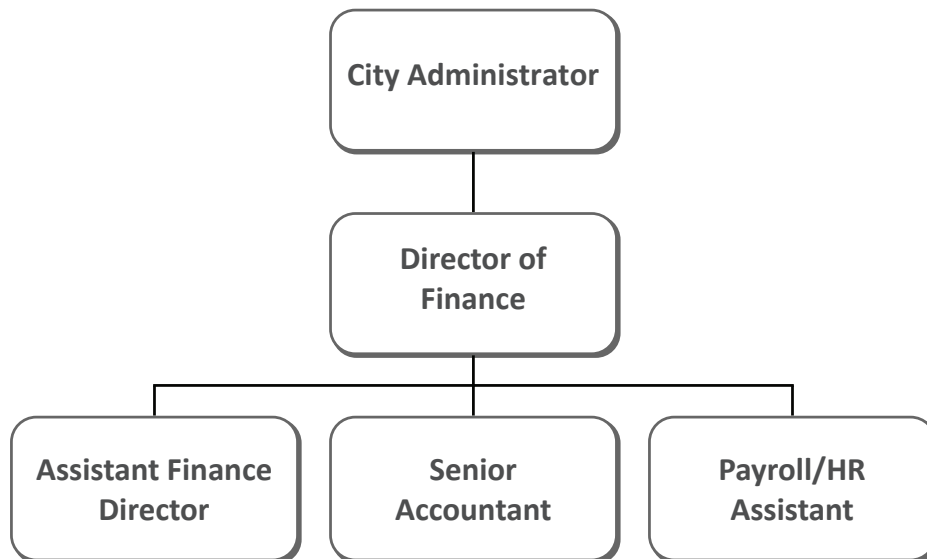 City Administrator
Director of
Finance
Assistant Finance
Director
Senior
Accountant
Payroll/HR
Assistant